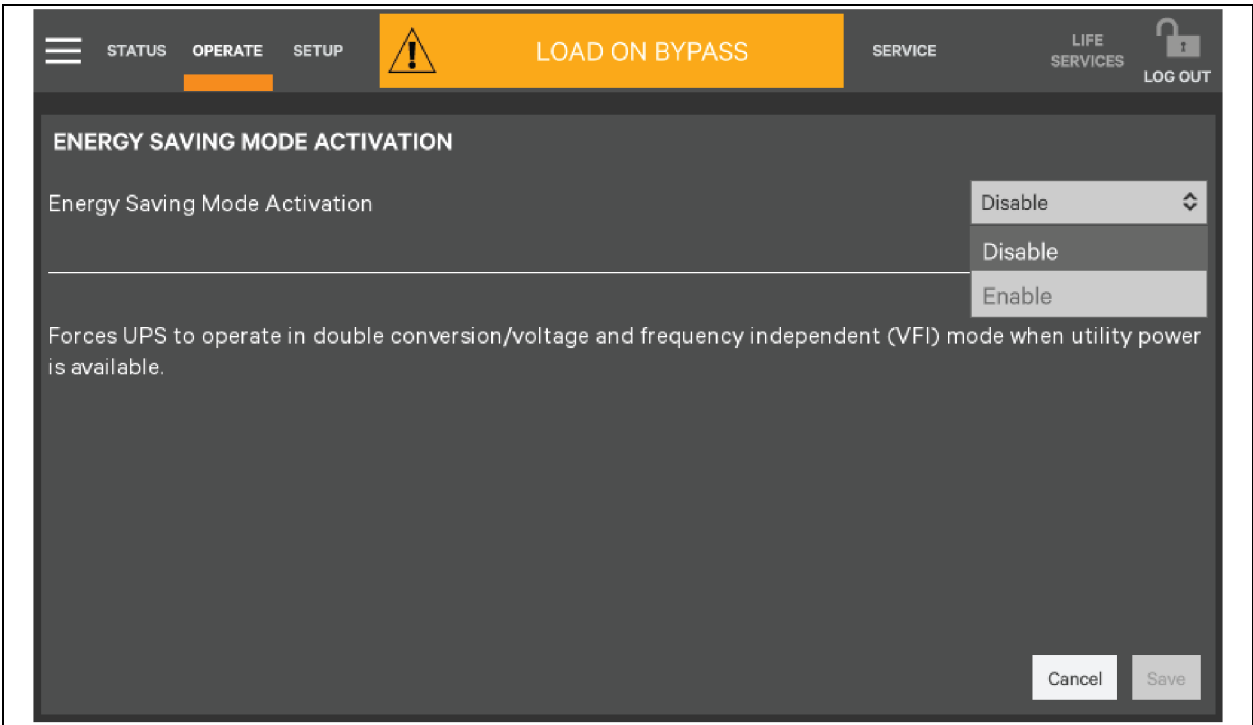 STATUS OPERATE SETUP LOAD ON BYPASS SERVICE LIFE SERVICES LOG OUT
ENERGY SAVING MODE ACTIVATION
Energy Saving Mode Activation Disable
Disable
Enable
Forces UPS to operate in double conversion/voltage and frequency independent (VFI) mode when utility power
is available.
Cancel Save